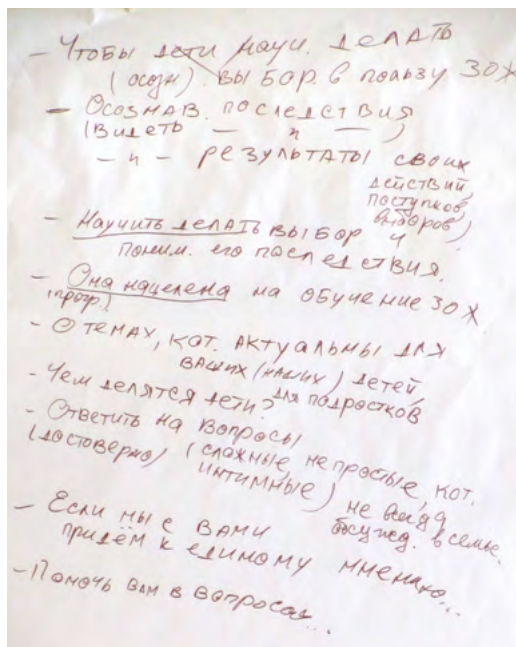 - Чтобы дети науч. делать
(осозн) выбор. в пользу ЗОЖ
- Осознав. последствия
(видеть — " —)
- " - результаты своих
действий,
поступков,
выборов)
- Научить делать выбор и
поним. его последствия.
- Она нацелена на обучение ЗОЖ
(прогр.)
- О темах, кот. актуальны для
ваших (наших) детей
- Чем делятся дети? для подростков
- Ответить на вопросы
(достоверно) (сложные, непростые, кот.
интимные) не всегда
обсужд. в семье.
- Если мы с вами
придём к единому мнению...
- Помочь вам в вопросах...